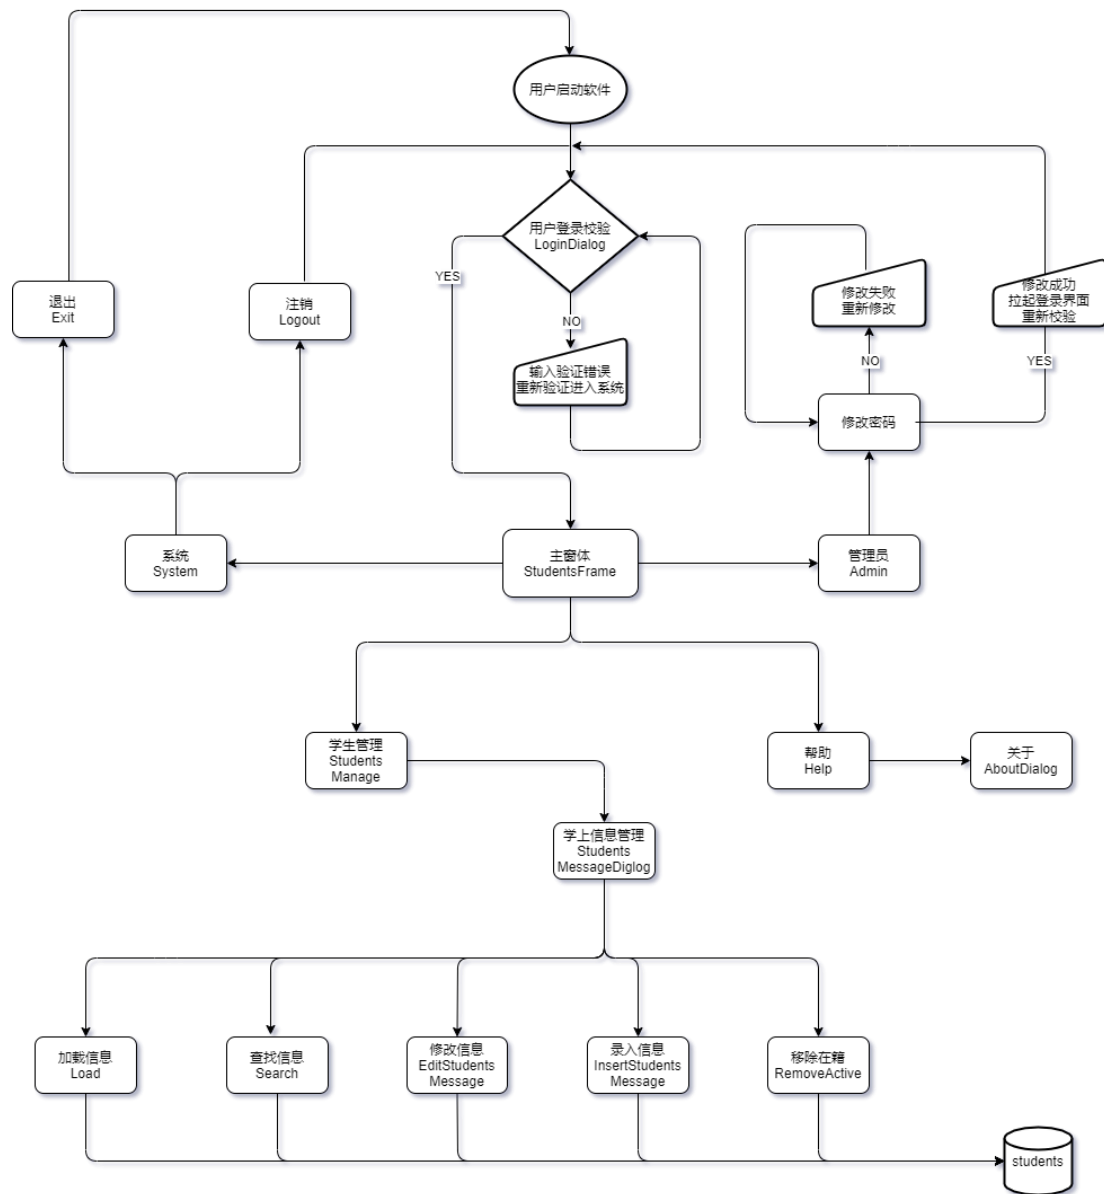 用户启动软件
用户登录校验
LoginDialog
YES
NO
输入验证错误
重新验证进入系统
退出
Exit
注销
Logout
修改失败
重新修改
NO
修改成功
拉起登录界面
重新校验
YES
修改密码
系统
System
主窗体
StudentsFrame
管理员
Admin
学生管理
Students
Manage
帮助
Help
关于
AboutDialog
学上信息管理
Students
MessageDiglog
加载信息
Load
查找信息
Search
修改信息
EditStudents
Message
录入信息
InsertStudents
Message
移除在籍
RemoveActive
students